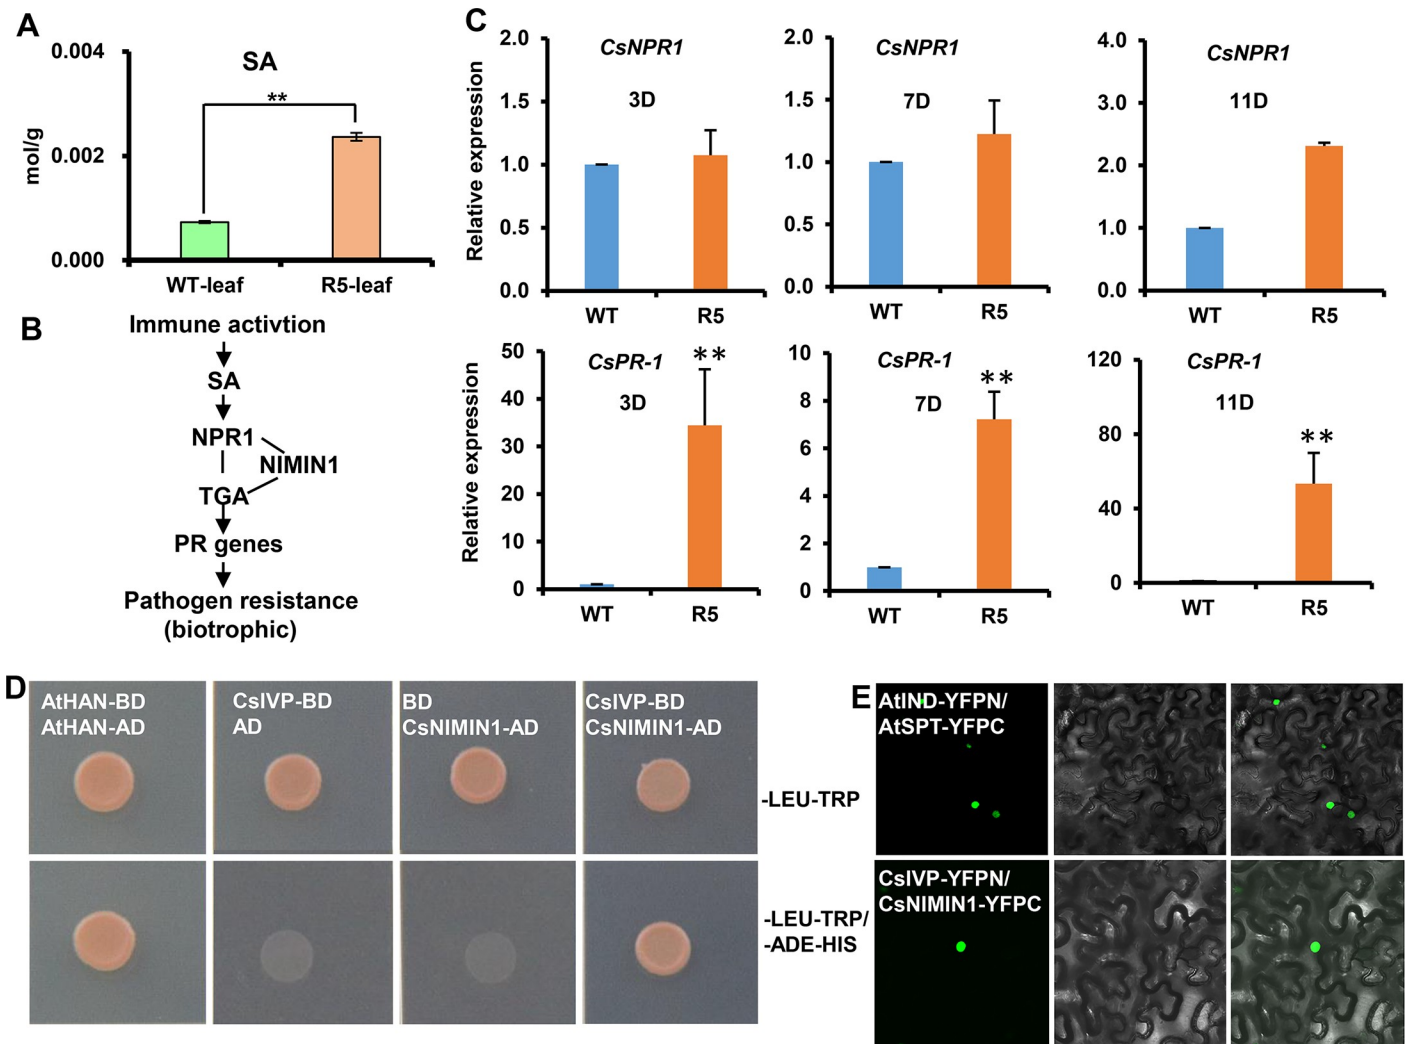 A
SA
0.004
0.002
0.000
mol/g
**
WT-leaf
R5-leaf
B
Immune activtion
SA
NPR1
NIMIN1
TGA
PR genes
Pathogen resistance
(biotrophic)
C
Relative expression
CsNPR1
3D
2.0
1.5
1.0
0.5
0.0
WT
R5
CsNPR1
7D
2.0
1.5
1.0
0.5
0.0
WT
R5
CsNPR1
11D
4.0
3.0
2.0
1.0
0.0
WT
R5
Relative expression
CsPR-1
3D
**
50
40
30
20
10
0
WT
R5
CsPR-1
7D
**
10
8
6
4
2
0
WT
R5
CsPR-1
11D
**
120
80
40
0
WT
R5
D
AtHAN-BD
AtHAN-AD
CsIVP-BD
AD
BD
CsNIMIN1-AD
CsIVP-BD
CsNIMIN1-AD
-LEU-TRP
-LEU-TRP/
-ADE-HIS
E
AtIND-YFPN/
AtSPT-YFPC
CsIVP-YFPN/
CsNIMIN1-YFPC